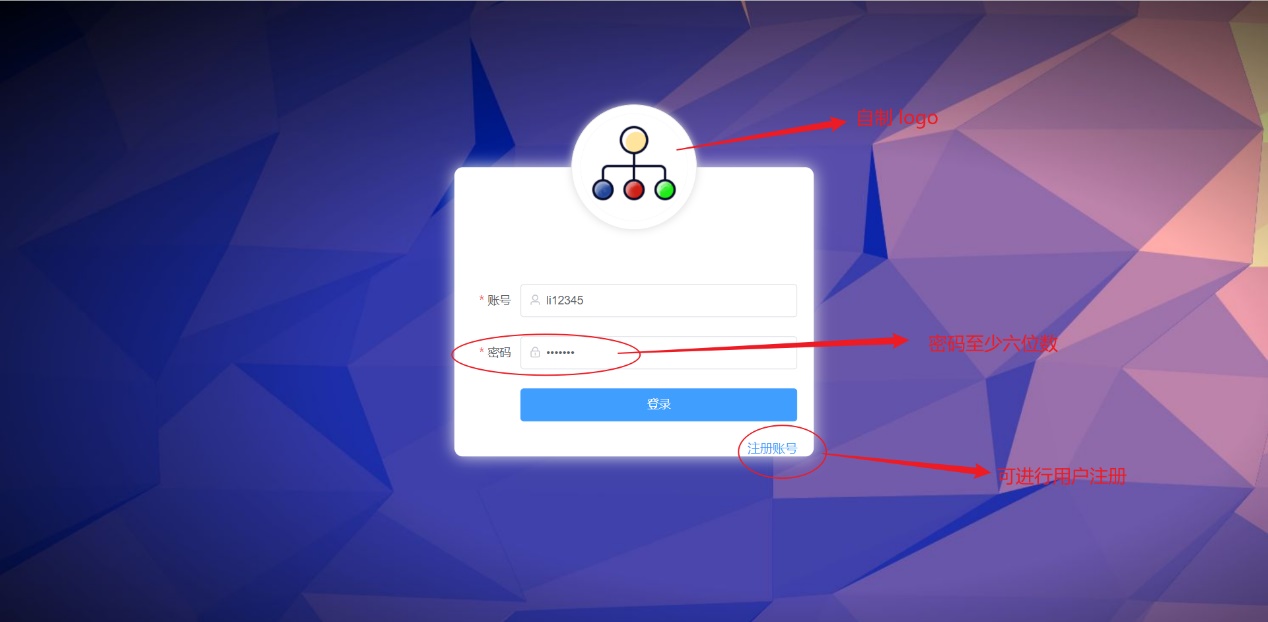 自制 logo
* 账号 li12345
* 密码 •••••••
密码至少六位数
登录
注册账号
可进行用户注册